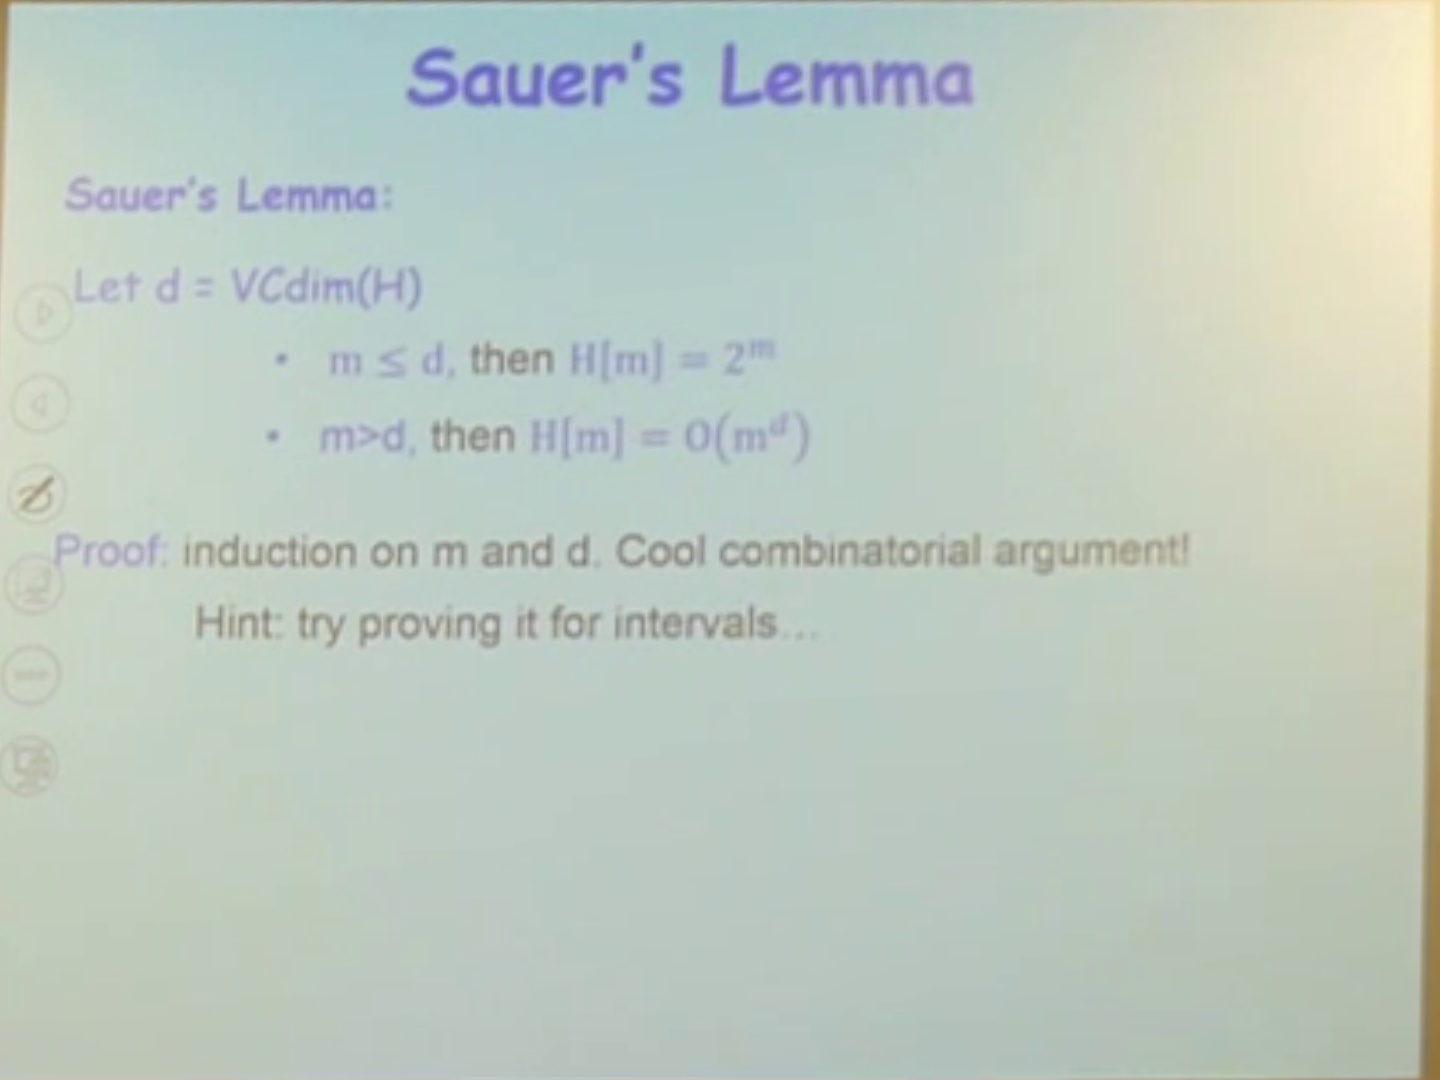 Sauer's Lemma
Sauer's Lemma:
Let d = VCdim(H)
• m ≤ d, then H[m] = 2^m
• m>d, then H[m] = O(m^d)
Proof: induction on m and d. Cool combinatorial argument!
Hint: try proving it for intervals...